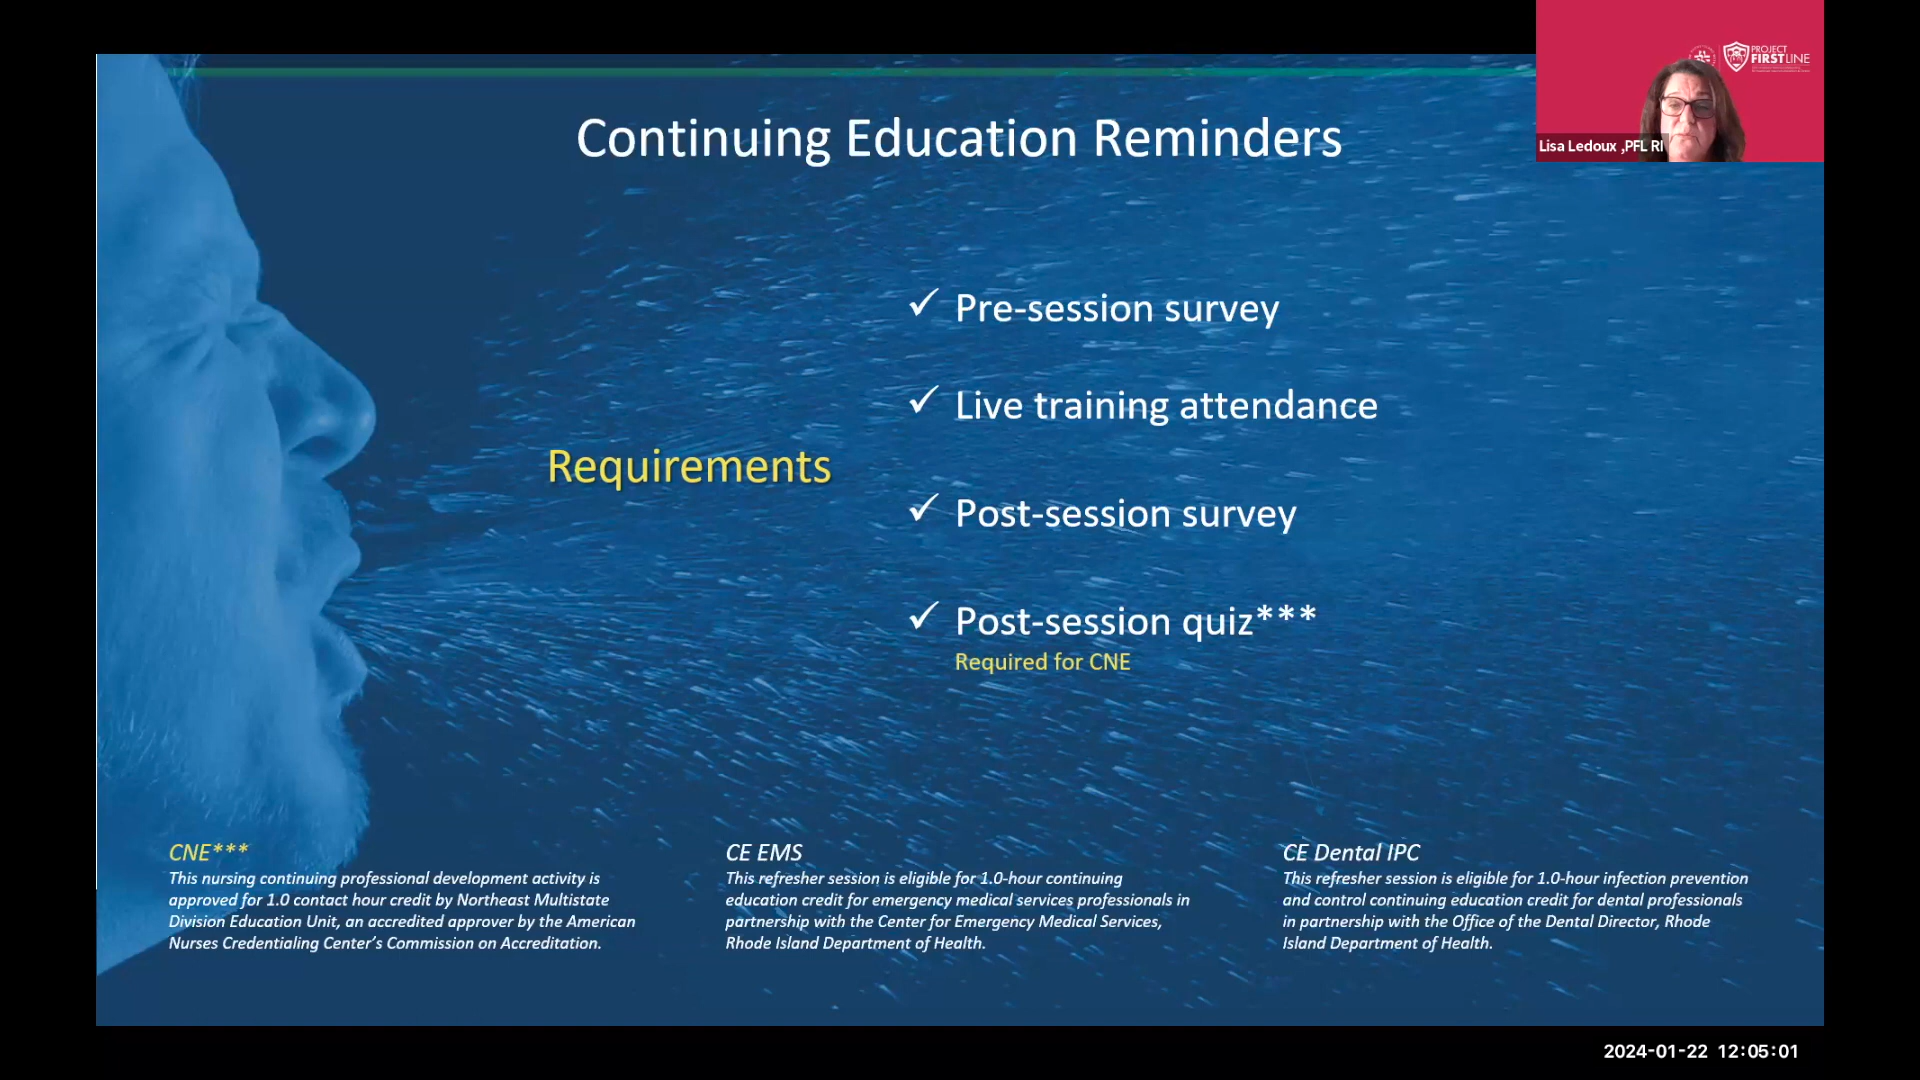 Continuing Education Reminders
PROJECT
FIRSTLINE
Lisa Ledoux ,PFL RI
Requirements
✓ Pre-session survey
✓ Live training attendance
✓ Post-session survey
✓ Post-session quiz***
Required for CNE
CNE***
This nursing continuing professional development activity is
approved for 1.0 contact hour credit by Northeast Multistate
Division Education Unit, an accredited approver by the American
Nurses Credentialing Center’s Commission on Accreditation.
CE EMS
This refresher session is eligible for 1.0-hour continuing
education credit for emergency medical services professionals in
partnership with the Center for Emergency Medical Services,
Rhode Island Department of Health.
CE Dental IPC
This refresher session is eligible for 1.0-hour infection prevention
and control continuing education credit for dental professionals
in partnership with the Office of the Dental Director, Rhode
Island Department of Health.
2024-01-22 12:05:01